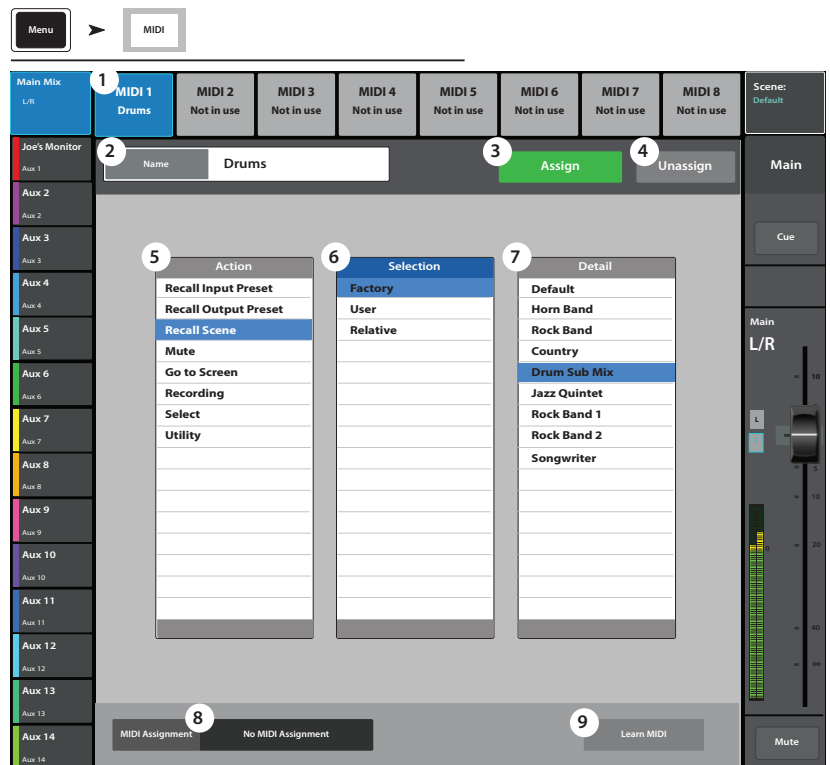 Menu
MIDI
Main Mix
L/R
1
MIDI 1
Drums
MIDI 2
Not in use
MIDI 3
Not in use
MIDI 4
Not in use
MIDI 5
Not in use
MIDI 6
Not in use
MIDI 7
Not in use
MIDI 8
Not in use
Scene:
Default
Joe's Monitor
Aux 1
Aux 2
Aux 2
Aux 3
Aux 3
Aux 4
Aux 4
Aux 5
Aux 5
Aux 6
Aux 6
Aux 7
Aux 7
Aux 8
Aux 8
Aux 9
Aux 9
Aux 10
Aux 10
Aux 11
Aux 11
Aux 12
Aux 12
Aux 13
Aux 13
Aux 14
Aux 14
2
Name
Drums
3
Assign
4
Unassign
5
Action
Recall Input Preset
Recall Output Preset
Recall Scene
Mute
Go to Screen
Recording
Select
Utility
6
Selection
Factory
User
Relative
7
Detail
Default
Horn Band
Rock Band
Country
Drum Sub Mix
Jazz Quintet
Rock Band 1
Rock Band 2
Songwriter
8
MIDI Assignment
No MIDI Assignment
9
Learn MIDI
Main
Cue
Main
L/R
10
L
5
10
0
20
40
∞
Mute